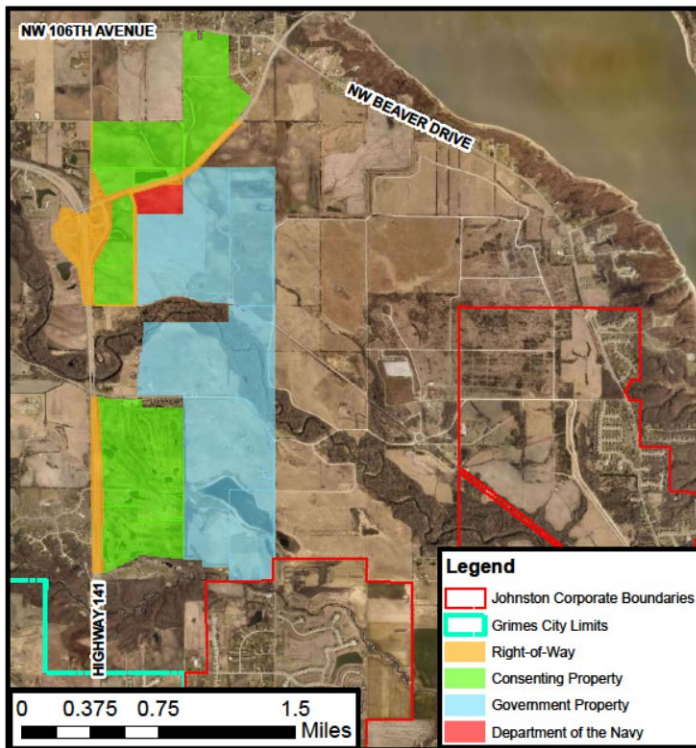 NW 106TH AVENUE
NW BEAVER DRIVE
HIGHWAY 141
Legend
Johnston Corporate Boundaries
Grimes City Limits
Right-of-Way
Consenting Property
Government Property
Department of the Navy
0 0.375 0.75 1.5
Miles